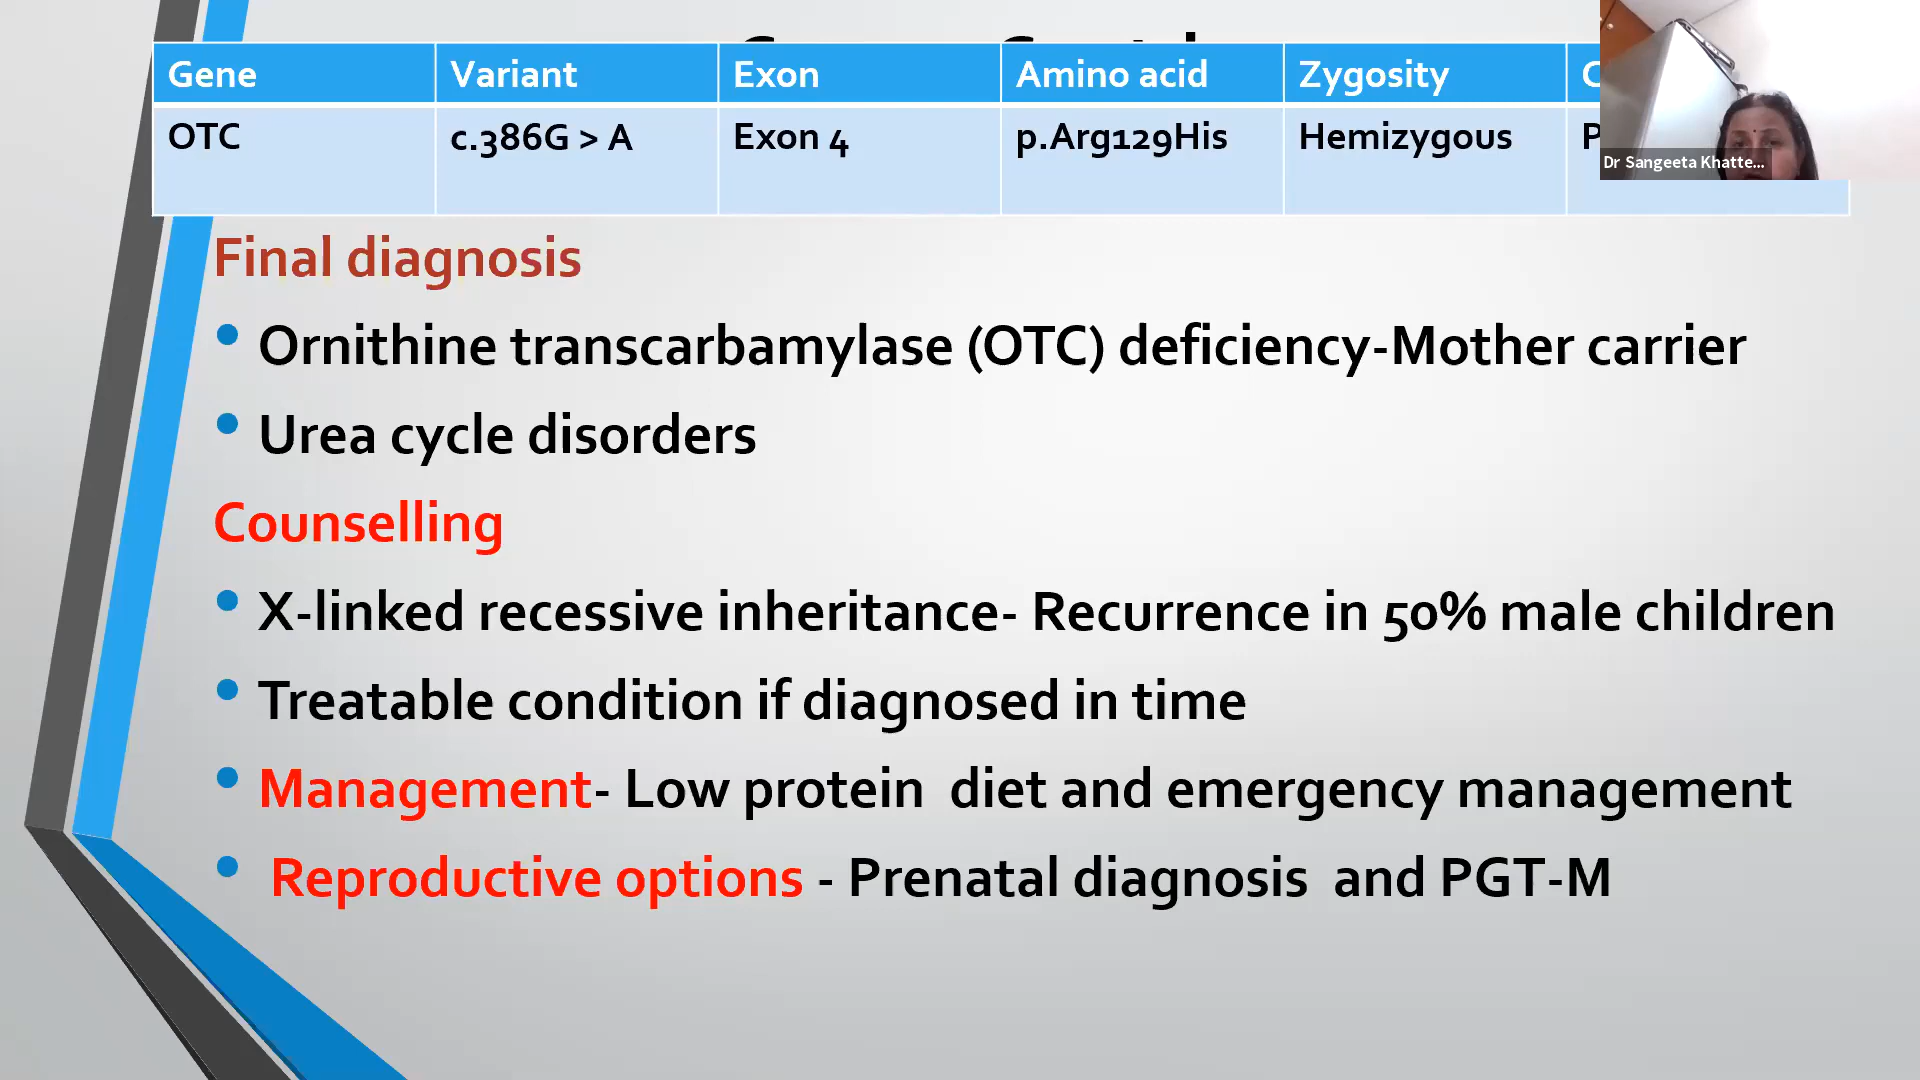 Gene Variant Exon Amino acid Zygosity
OTC c.386G > A Exon 4 p.Arg129His Hemizygous
Dr Sangeeta Khatte...
Final diagnosis
• Ornithine transcarbamylase (OTC) deficiency-Mother carrier
• Urea cycle disorders
Counselling
• X-linked recessive inheritance- Recurrence in 50% male children
• Treatable condition if diagnosed in time
• Management- Low protein diet and emergency management
• Reproductive options - Prenatal diagnosis and PGT-M